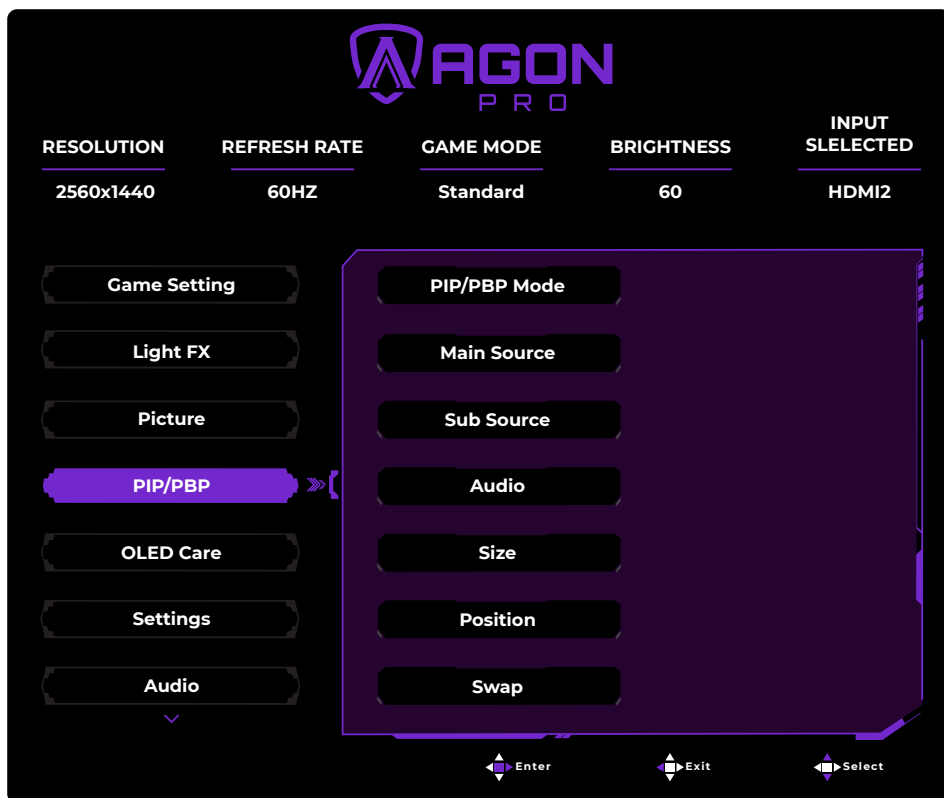 AGON
PRO
RESOLUTION
REFRESH RATE
GAME MODE
BRIGHTNESS
INPUT
SLELECTED
2560x1440
60HZ
Standard
60
HDMI2
Game Setting
Light FX
Picture
PIP/PBP
OLED Care
Settings
Audio
PIP/PBP Mode
Main Source
Sub Source
Audio
Size
Position
Swap
Enter
Exit
Select